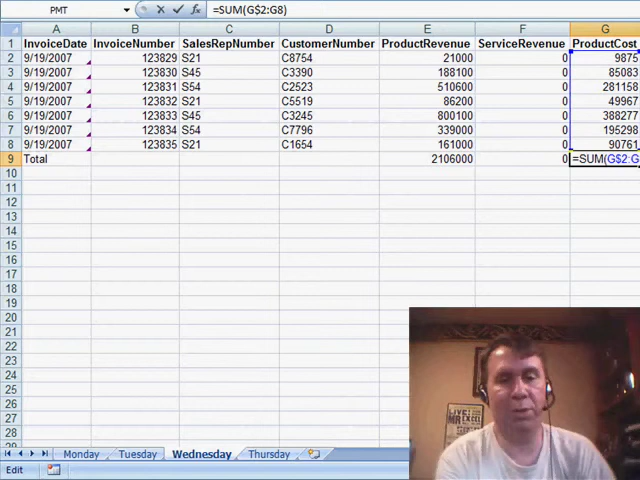 PMT =SUM(G$2:G8)
A B C D E F G
1 InvoiceDate InvoiceNumber SalesRepNumber CustomerNumber ProductRevenue ServiceRevenue ProductCost
2 9/19/2007 123829 S21 C8754 21000 0 9875
3 9/19/2007 123830 S45 C3390 188100 0 85083
4 9/19/2007 123831 S54 C2523 510600 0 281158
5 9/19/2007 123832 S21 C5519 86200 0 49967
6 9/19/2007 123833 S45 C3245 800100 0 388277
7 9/19/2007 123834 S54 C7796 339000 0 195298
8 9/19/2007 123835 S21 C1654 161000 0 90761
9 Total 2106000 0 =SUM(G$2:G
10
11
12
13
14
15
16
17
18
19
20
21
22
23
24
25
26
27
28
LIVE
MR EXCEL
Monday Tuesday Wednesday Thursday
Edit